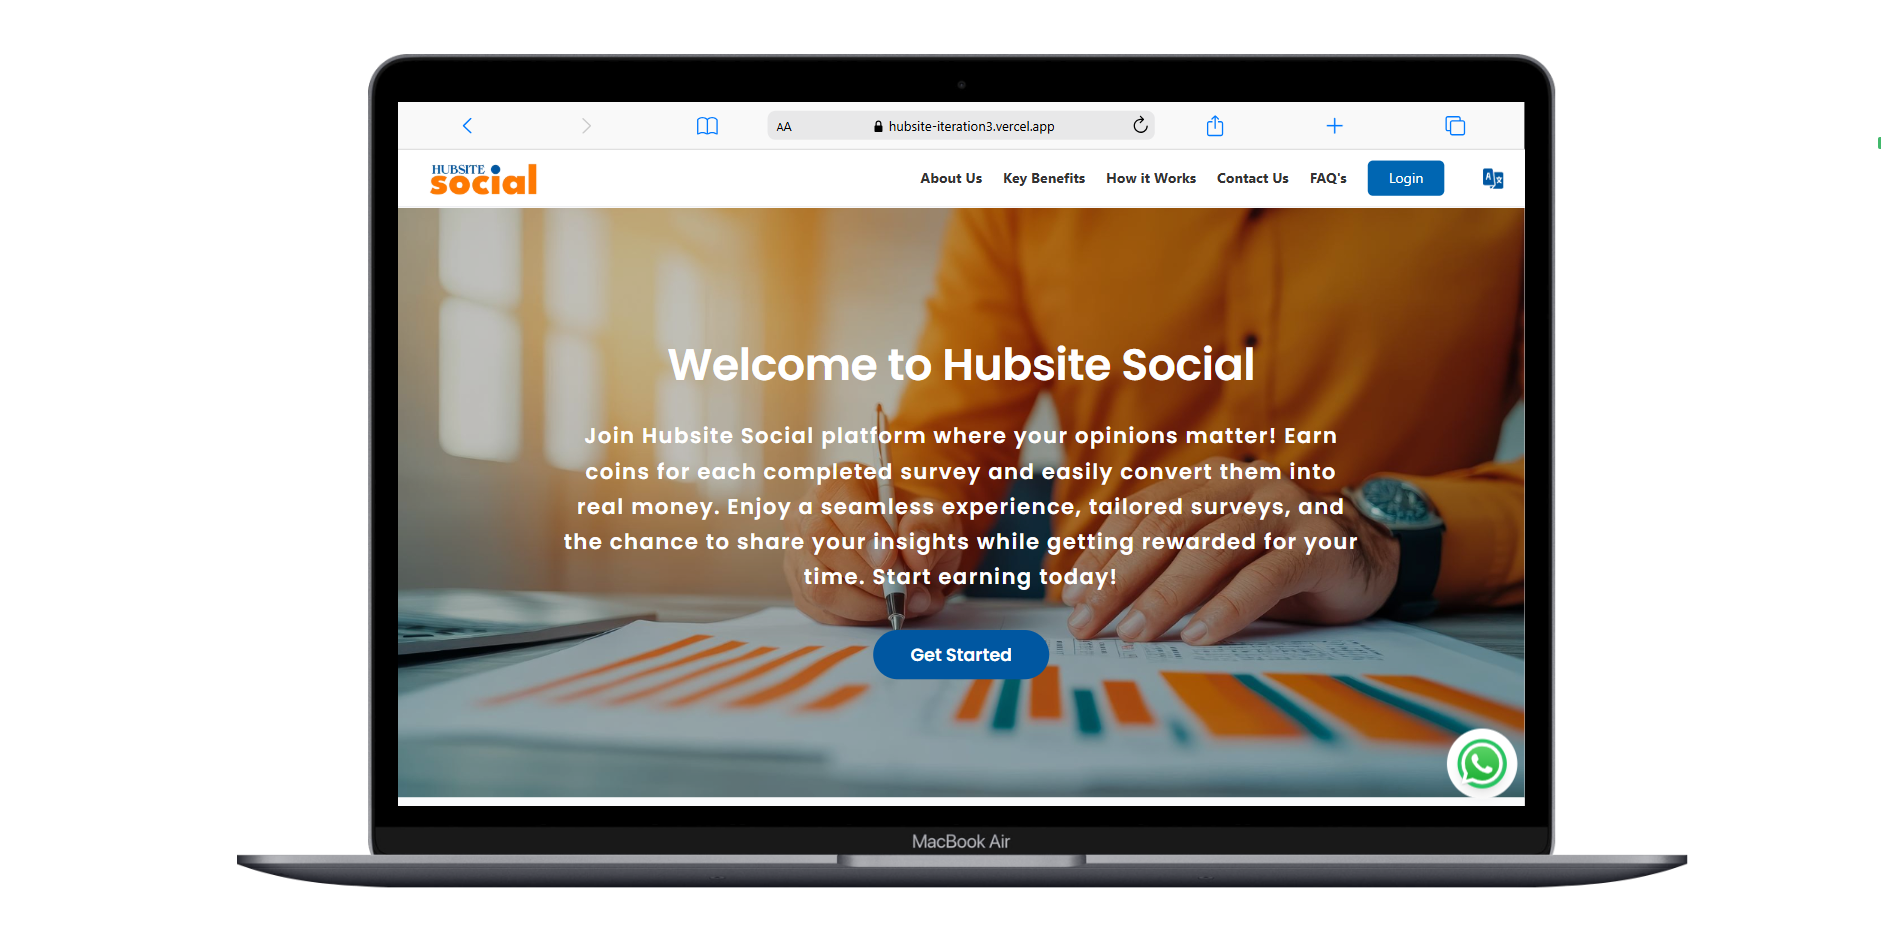 AA hubsite-iteration3.vercel.app
HUBSITE
social
About Us Key Benefits How it Works Contact Us FAQ's Login
Welcome to Hubsite Social
Join Hubsite Social platform where your opinions matter! Earn
coins for each completed survey and easily convert them into
real money. Enjoy a seamless experience, tailored surveys, and
the chance to share your insights while getting rewarded for your
time. Start earning today!
Get Started
MacBook Air